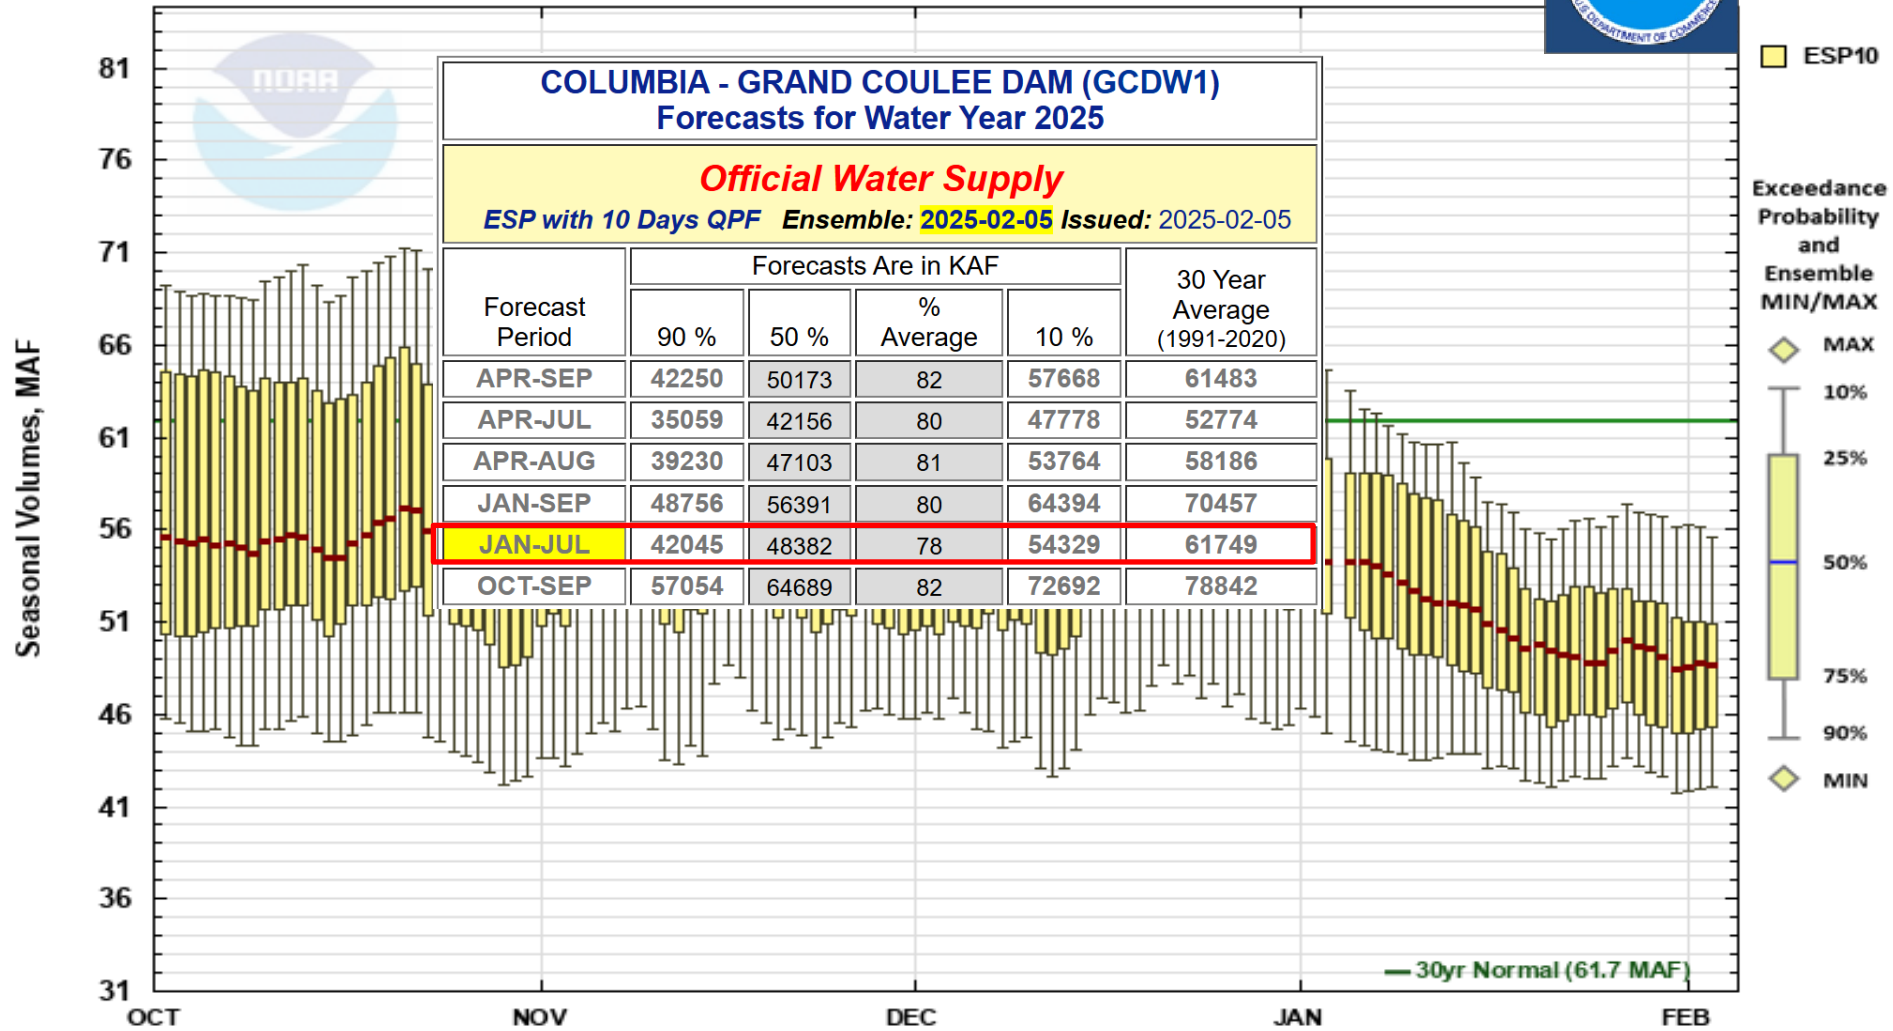 U.S. DEPARTMENT OF COMMERCE
NOAA
ESP10
COLUMBIA - GRAND COULEE DAM (GCDW1)
Forecasts for Water Year 2025
Official Water Supply
ESP with 10 Days QPF Ensemble: 2025-02-05 Issued: 2025-02-05
Forecast Period
Forecasts Are in KAF
30 Year Average (1991-2020)
90 % 50 % % Average 10 %
APR-SEP 42250 50173 82 57668 61483
APR-JUL 35059 42156 80 47778 52774
APR-AUG 39230 47103 81 53764 58186
JAN-SEP 48756 56391 80 64394 70457
JAN-JUL 42045 48382 78 54329 61749
OCT-SEP 57054 64689 82 72692 78842
Seasonal Volumes, MAF
81
76
71
66
61
56
51
46
41
36
31
OCT NOV DEC JAN FEB
30yr Normal (61.7 MAF)
Exceedance
Probability
and
Ensemble
MIN/MAX
MAX
10%
25%
50%
75%
90%
MIN